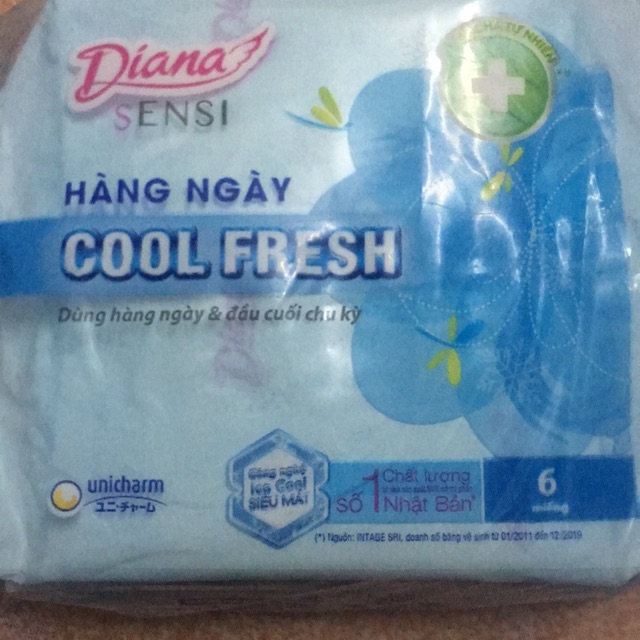 Diana
SENSI
TỰ NHIÊN
HÀNG NGÀY
COOL FRESH
Dùng hàng ngày & đầu cuối chu kỳ
unicharm
ユニ・チャーム
Công nghệ
Ice Cool
SIÊU MÁT
SỐ 1
Chất lượng
Nhật Bản*
6
miếng
(*) Nguồn: INTAGE SRI, doanh số băng vệ sinh từ 01/2011 đến 12/2019